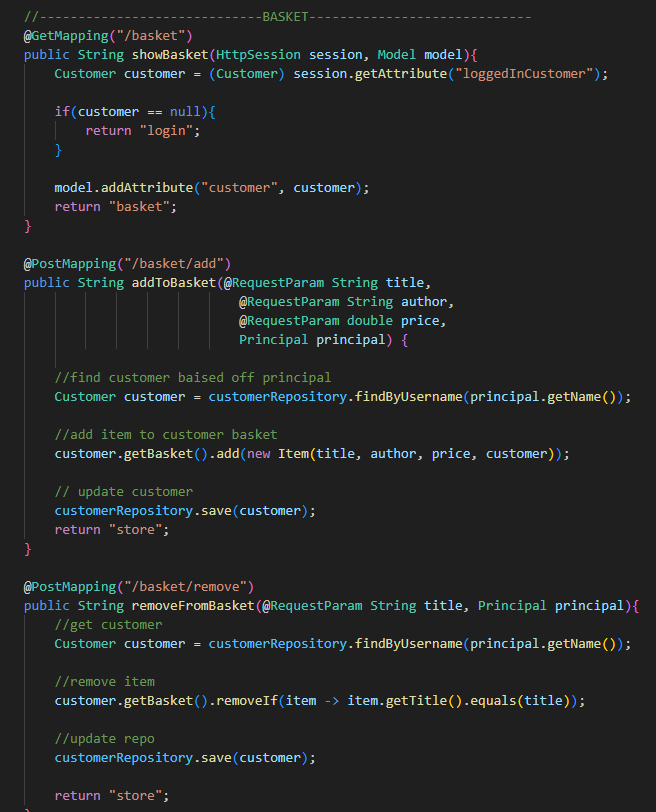 //-----------------------------BASKET-----------------------------
@GetMapping("/basket")
public String showBasket(HttpSession session, Model model){
    Customer customer = (Customer) session.getAttribute("loggedInCustomer");

    if(customer == null){
        return "login";
    }

    model.addAttribute("customer", customer);
    return "basket";
}

@PostMapping("/basket/add")
public String addToBasket(@RequestParam String title,
                            @RequestParam String author,
                            @RequestParam double price,
                            Principal principal) {

    //find customer baised off principal
    Customer customer = customerRepository.findByUsername(principal.getName());

    //add item to customer basket
    customer.getBasket().add(new Item(title, author, price, customer));

    // update customer
    customerRepository.save(customer);
    return "store";
}

@PostMapping("/basket/remove")
public String removeFromBasket(@RequestParam String title, Principal principal){
    //get customer
    Customer customer = customerRepository.findByUsername(principal.getName());

    //remove item
    customer.getBasket().removeIf(item -> item.getTitle().equals(title));

    //update repo
    customerRepository.save(customer);

    return "store";